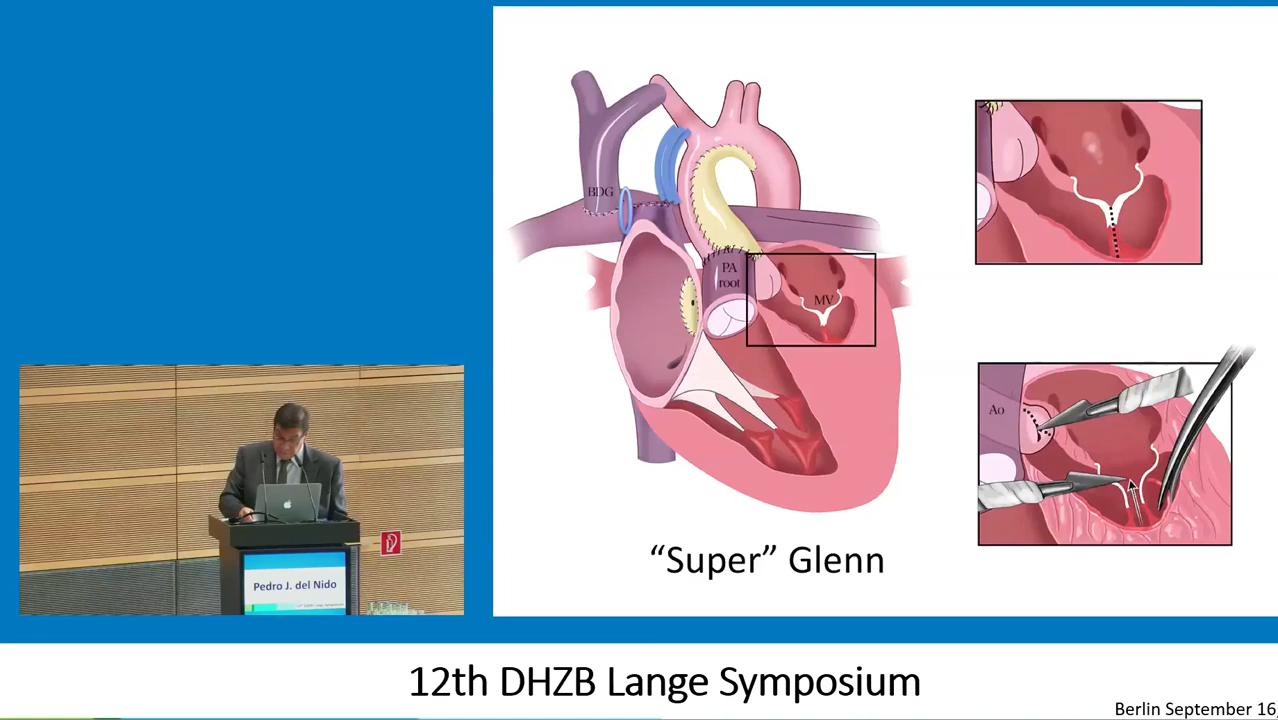 BDG
PA
root
MV
Ao
“Super” Glenn
Pedro J. del Nido
12th DHZB Lange Symposium
Berlin September 16,